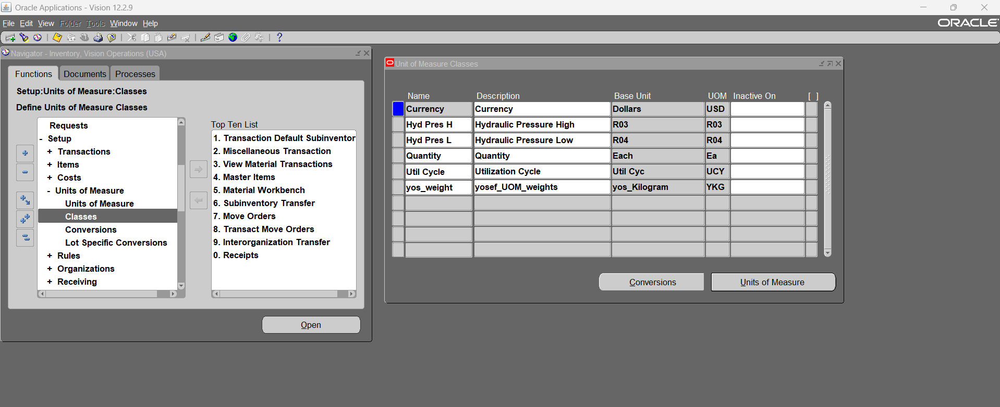 Oracle Applications - Vision 12.2.9
File Edit View Folder Tools Window Help
ORACLE
Navigator - Inventory, Vision Operations (USA)
Functions Documents Processes
Setup:Units of Measure:Classes
Define Units of Measure Classes
Requests
- Setup
+ Transactions
+ Items
+ Costs
- Units of Measure
Units of Measure
Classes
Conversions
Lot Specific Conversions
+ Rules
+ Organizations
+ Receiving
Top Ten List
1. Transaction Default Subinventor
2. Miscellaneous Transaction
3. View Material Transactions
4. Master Items
5. Material Workbench
6. Subinventory Transfer
7. Move Orders
8. Transact Move Orders
9. Interorganization Transfer
0. Receipts
Open
Unit of Measure Classes
Name Description Base Unit UOM Inactive On [ ]
Currency Currency Dollars USD
Hyd Pres H Hydraulic Pressure High R03 R03
Hyd Pres L Hydraulic Pressure Low R04 R04
Quantity Quantity Each Ea
Util Cycle Utilization Cycle Util Cyc UCY
yos_weight yosef_UOM_weights yos_Kilogram YKG
Conversions Units of Measure